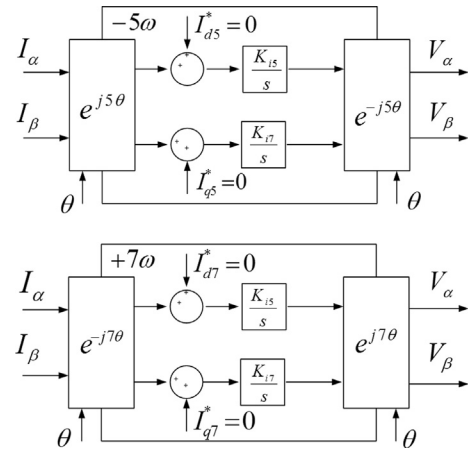 −5ω
I*d5=0
Iα
Iβ
e^j5θ
+
+
Ki5/s
Ki7/s
+
+
I*q5=0
e^-j5θ
Vα
Vβ
θ
θ
+7ω
I*d7=0
Iα
Iβ
e^-j7θ
+
+
Ki5/s
Ki7/s
+
+
I*q7=0
e^j7θ
Vα
Vβ
θ
θ